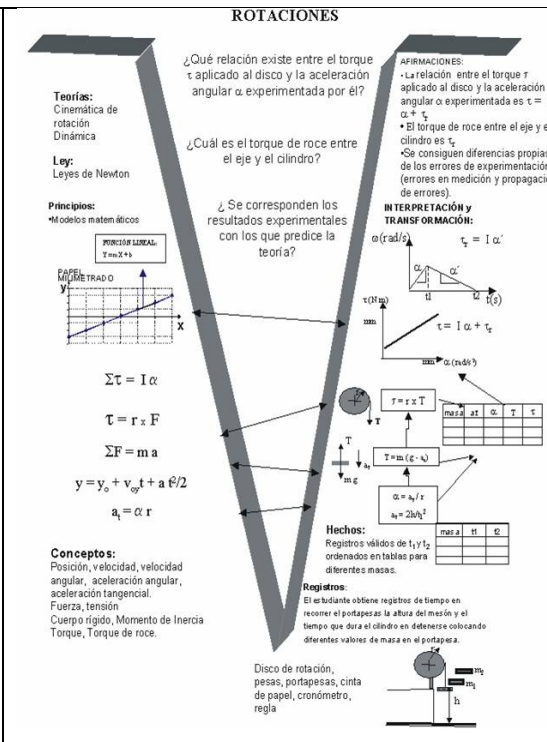 ROTACIONES
¿Qué relación existe entre el torque
τ aplicado al disco y la aceleración
angular α experimentada por él?
¿Cuál es el torque de roce entre
el eje y el cilindro?
¿ Se corresponden los
resultados experimentales
con los que predice la
teoría?
Teorías:
Cinemática de
rotación
Dinámica
Ley:
Leyes de Newton
Principios:
•Modelos matemáticos
FUNCIÓN LINEAL:
Y=mX+b
PAPEL
MILIMETRADO
y
x
Στ = I α
τ = r x F
ΣF = m a
y = y₀ + v₀yt + a t²/2
aₜ = α r
Conceptos:
Posición, velocidad, velocidad
angular, aceleración angular,
aceleración tangencial.
Fuerza, tensión
Cuerpo rígido, Momento de Inercia
Torque, Torque de roce.
AFIRMACIONES:
- La relación entre el torque τ
aplicado al disco y la aceleración
angular α experimentada es τ =
α + τᵣ
• El torque de roce entre el eje y el
cilindro es τᵣ
•Se consiguen diferencias propias
de los errores de experimentación
(errores en medición y propagació
de errores).
INTERPRETACIÓN y
TRANSFORMACIÓN:
ω(rad/s)
τᵣ = I α´
α
α´
t1
t2
t(s)
τ(Nm)
mm
τ = I α + τᵣ
mm
α(rad/s²)
r
T
τ = r x T
masa at α T τ
T
aₜ
mg
T=m (g - aₜ)
α = aₜ / r
aₜ = 2h/t₁²
Hechos:
Registros válidos de t₁ y t₂
ordenados en tablas para
diferentes masas.
masa t1 t2
Registros:
El estudiante obtiene registros de tiempo en
recorrer el portapesas la altura del mesón y el
tiempo que dura el cilindro en detenerse colocando
diferentes valores de masa en el portapesa.
Disco de rotación,
pesas, portapesas, cinta
de papel, cronómetro,
regla
r
m₂
m₁
h